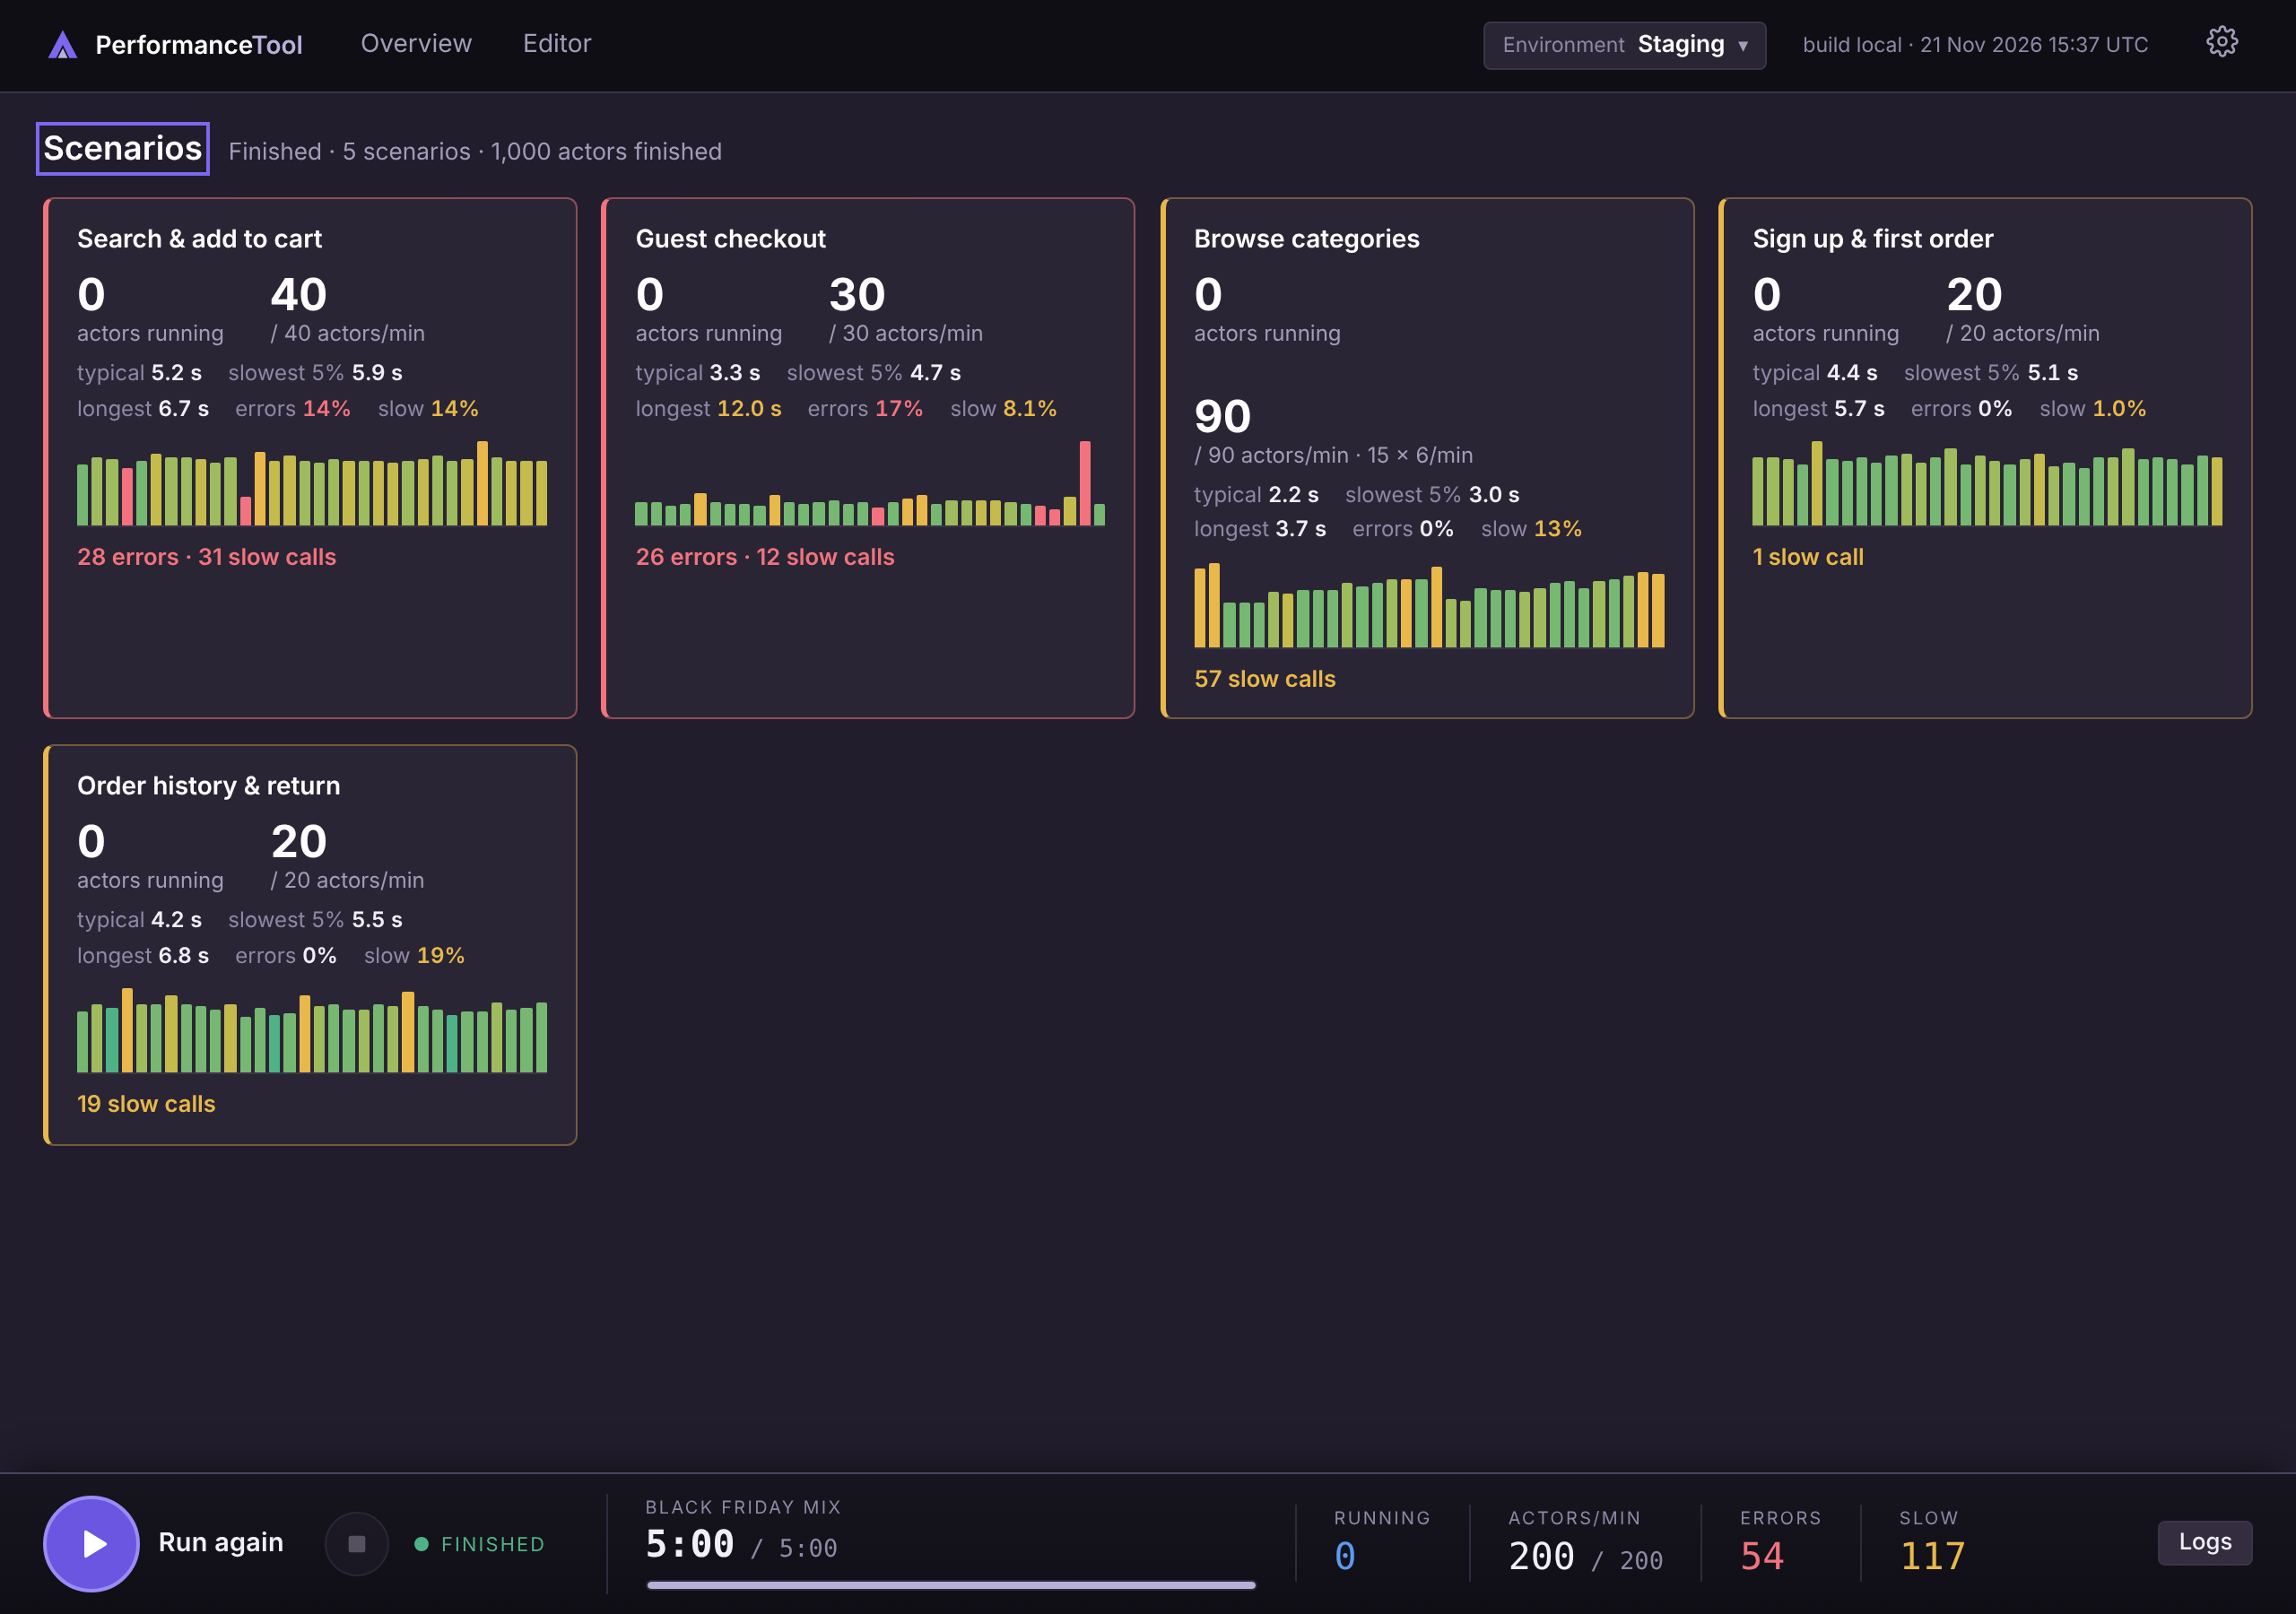 PerformanceTool Overview Editor Environment Staging ▾ build local · 21 Nov 2026 15:37 UTC
Scenarios Finished · 5 scenarios · 1,000 actors finished
Search & add to cart
0 40
actors running / 40 actors/min
typical 5.2 s slowest 5% 5.9 s
longest 6.7 s errors 14% slow 14%
28 errors · 31 slow calls
Guest checkout
0 30
actors running / 30 actors/min
typical 3.3 s slowest 5% 4.7 s
longest 12.0 s errors 17% slow 8.1%
26 errors · 12 slow calls
Browse categories
0
actors running
90
/ 90 actors/min · 15 × 6/min
typical 2.2 s slowest 5% 3.0 s
longest 3.7 s errors 0% slow 13%
57 slow calls
Sign up & first order
0 20
actors running / 20 actors/min
typical 4.4 s slowest 5% 5.1 s
longest 5.7 s errors 0% slow 1.0%
1 slow call
Order history & return
0 20
actors running / 20 actors/min
typical 4.2 s slowest 5% 5.5 s
longest 6.8 s errors 0% slow 19%
19 slow calls
Run again FINISHED
BLACK FRIDAY MIX
5:00 / 5:00
RUNNING
0
ACTORS/MIN
200 / 200
ERRORS
54
SLOW
117
Logs